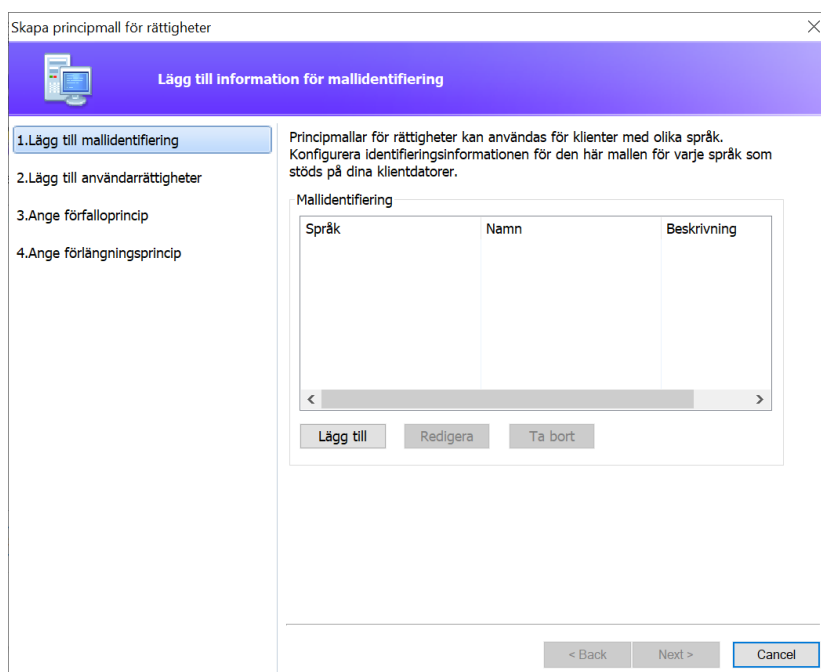 Skapa principmall för rättigheter
Lägg till information för mallidentifiering
1.Lägg till mallidentifiering
2.Lägg till användarrättigheter
3.Ange förfalloprincip
4.Ange förlängningsprincip
Principmallar för rättigheter kan användas för klienter med olika språk.
Konfigurera identifieringsinformationen för den här mallen för varje språk som
stöds på dina klientdatorer.
Mallidentifiering
Språk Namn Beskrivning
Lägg till Redigera Ta bort
< Back Next > Cancel